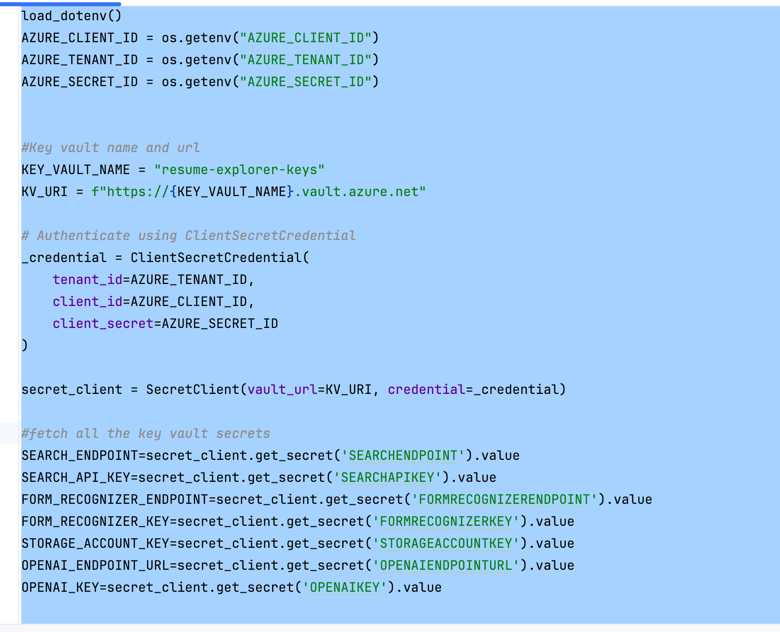 load_dotenv()
AZURE_CLIENT_ID = os.getenv("AZURE_CLIENT_ID")
AZURE_TENANT_ID = os.getenv("AZURE_TENANT_ID")
AZURE_SECRET_ID = os.getenv("AZURE_SECRET_ID")
#Key vault name and url
KEY_VAULT_NAME = "resume-explorer-keys"
KV_URI = f"https://{KEY_VAULT_NAME}.vault.azure.net"
# Authenticate using ClientSecretCredential
_credential = ClientSecretCredential(
    tenant_id=AZURE_TENANT_ID,
    client_id=AZURE_CLIENT_ID,
    client_secret=AZURE_SECRET_ID
)
secret_client = SecretClient(vault_url=KV_URI, credential=_credential)
#fetch all the key vault secrets
SEARCH_ENDPOINT=secret_client.get_secret('SEARCHENDPOINT').value
SEARCH_API_KEY=secret_client.get_secret('SEARCHAPIKEY').value
FORM_RECOGNIZER_ENDPOINT=secret_client.get_secret('FORMRECOGNIZERENDPOINT').value
FORM_RECOGNIZER_KEY=secret_client.get_secret('FORMRECOGNIZERKEY').value
STORAGE_ACCOUNT_KEY=secret_client.get_secret('STORAGEACCOUNTKEY').value
OPENAI_ENDPOINT_URL=secret_client.get_secret('OPENAIENDPOINTURL').value
OPENAI_KEY=secret_client.get_secret('OPENAIKEY').value